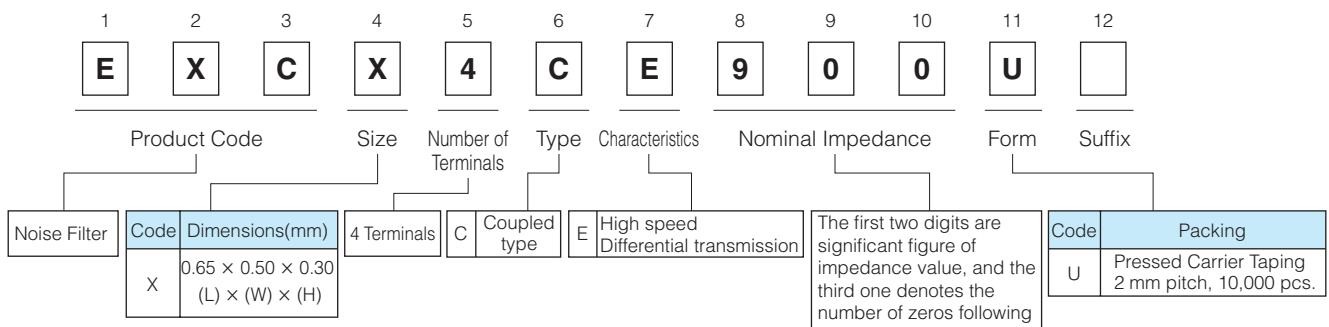 1 2 3 4 5 6 7 8 9 10 11 12
E X C X 4 C E 9 0 0 U
Product Code Size Number of Terminals Type Characteristics Nominal Impedance Form Suffix
Noise Filter
Code Dimensions(mm)
X 0.65 × 0.50 × 0.30
(L) × (W) × (H)
4 Terminals
C Coupled
type
E High speed
Differential transmission
The first two digits are
significant figure of
impedance value, and the
third one denotes the
number of zeros following
Code Packing
U Pressed Carrier Taping
2 mm pitch, 10,000 pcs.